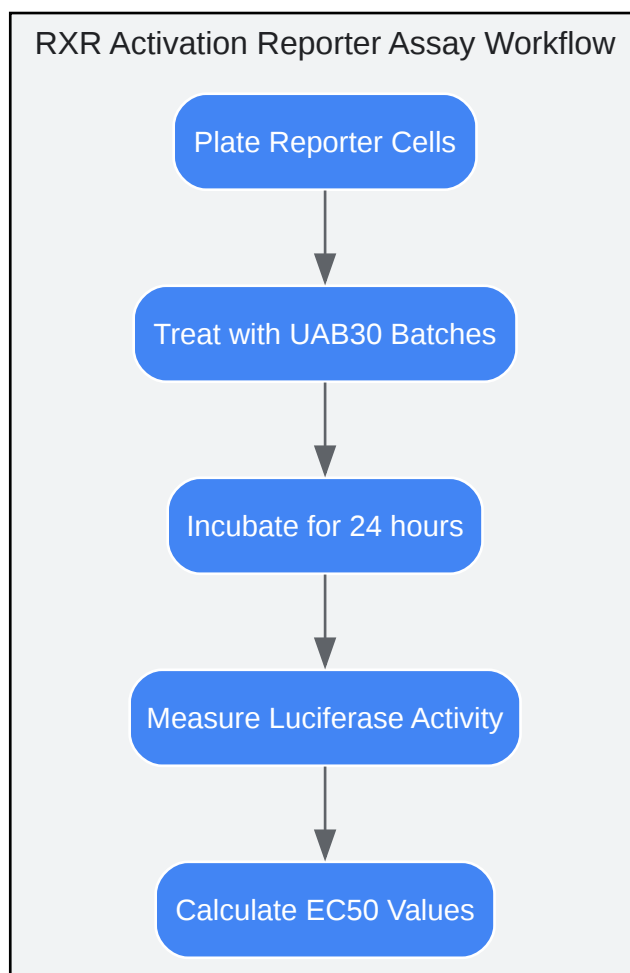 RXR Activation Reporter Assay Workflow
Plate Reporter Cells
Treat with UAB30 Batches
Incubate for 24 hours
Measure Luciferase Activity
Calculate EC50 Values